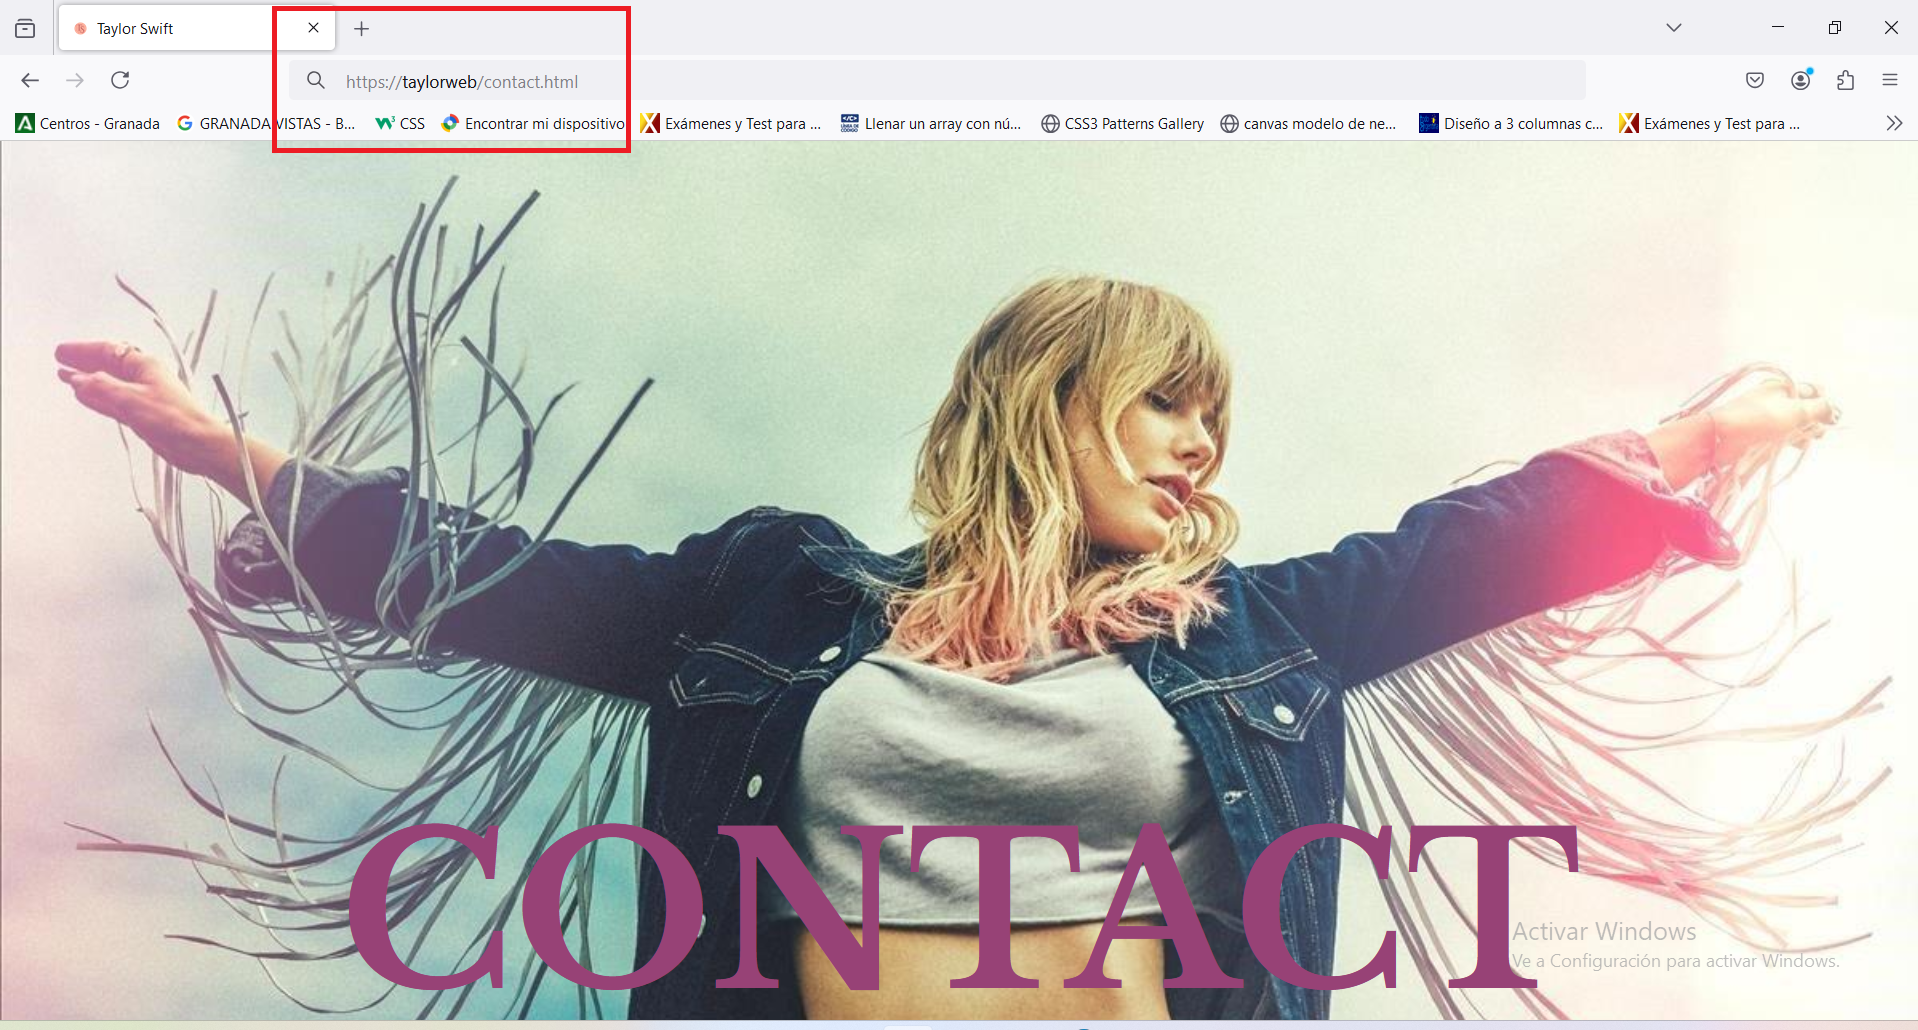 Taylor Swift
https://taylorweb/contact.html
Centros - Granada
GRANADA VISTAS - B...
CSS
Encontrar mi dispositivo
Exámenes y Test para ...
Llenar un array con nú...
CSS3 Patterns Gallery
canvas modelo de ne...
Diseño a 3 columnas c...
Exámenes y Test para ...
CONTACT
Activar Windows
Ve a Configuración para activar Windows.